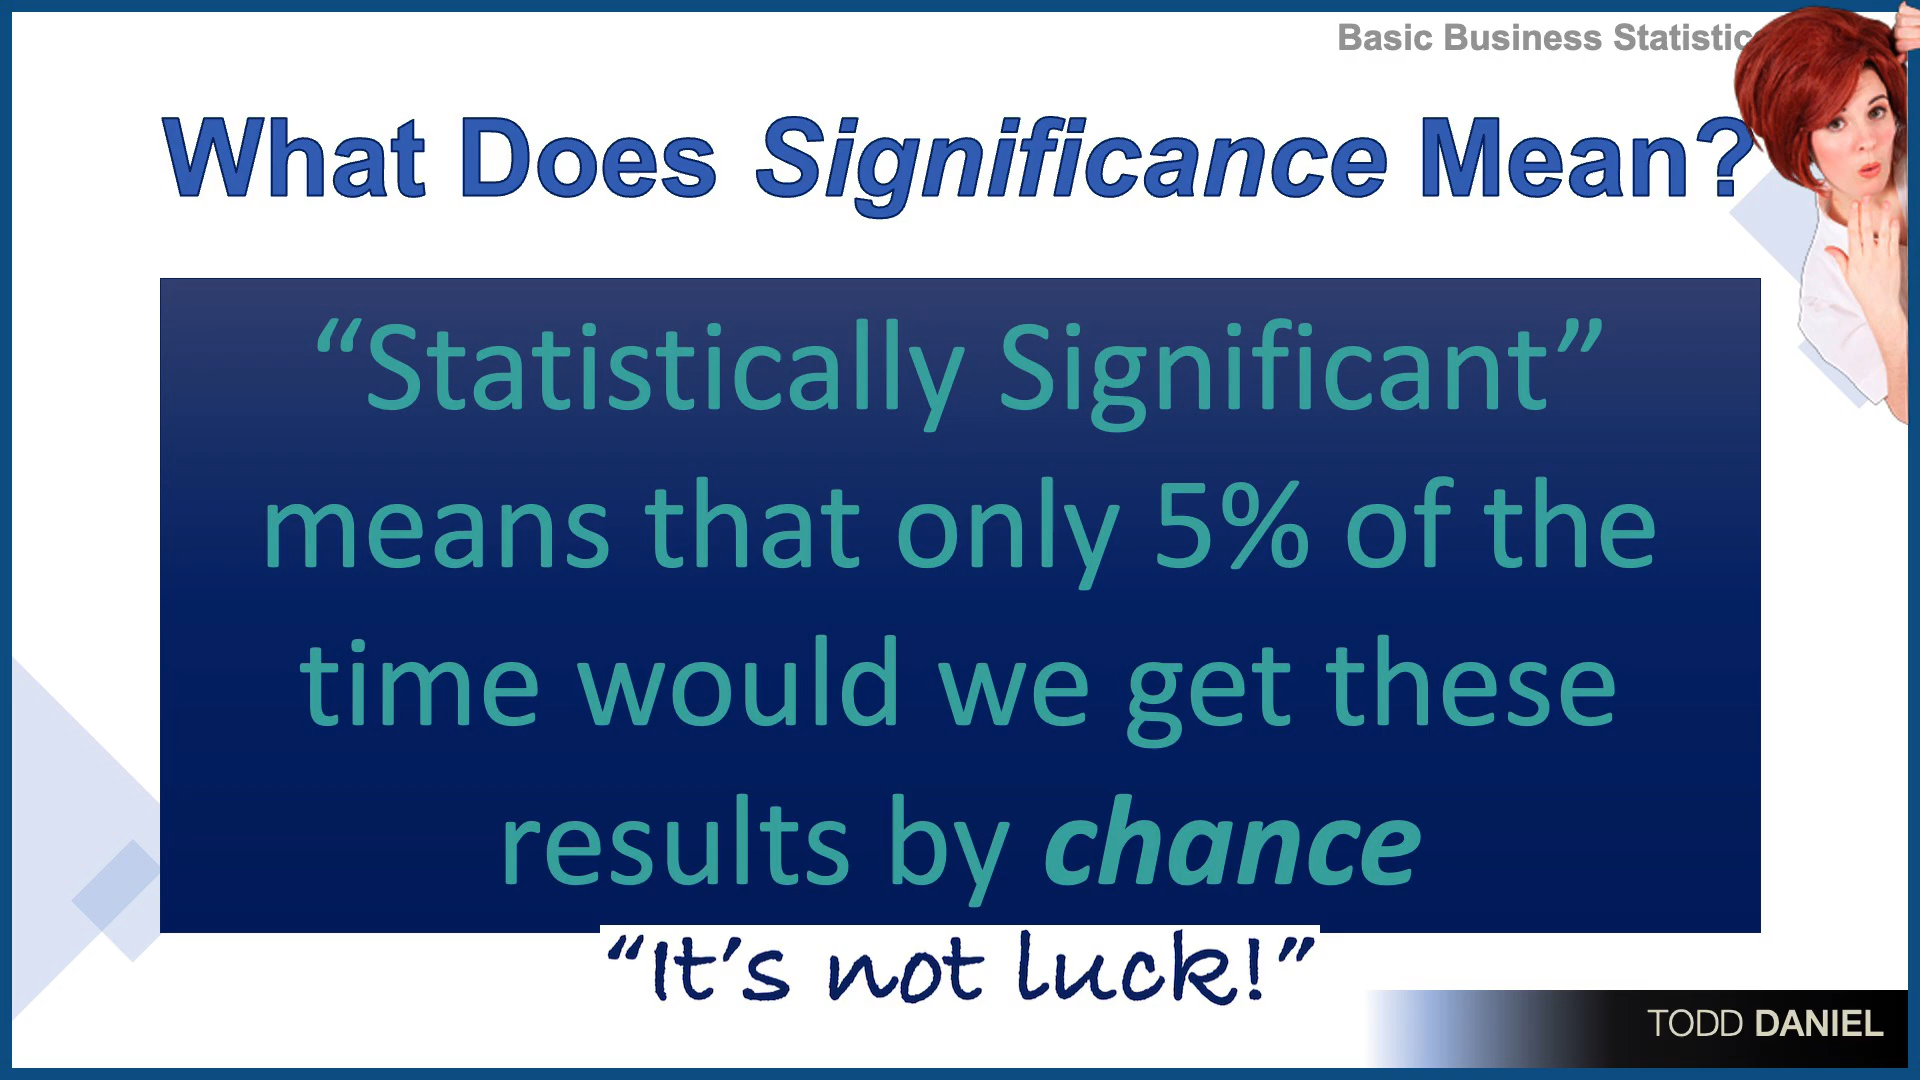 Basic Business Statistic
What Does Significance Mean?
“Statistically Significant”
means that only 5% of the
time would we get these
results by chance
“It’s not luck!”
TODD DANIEL